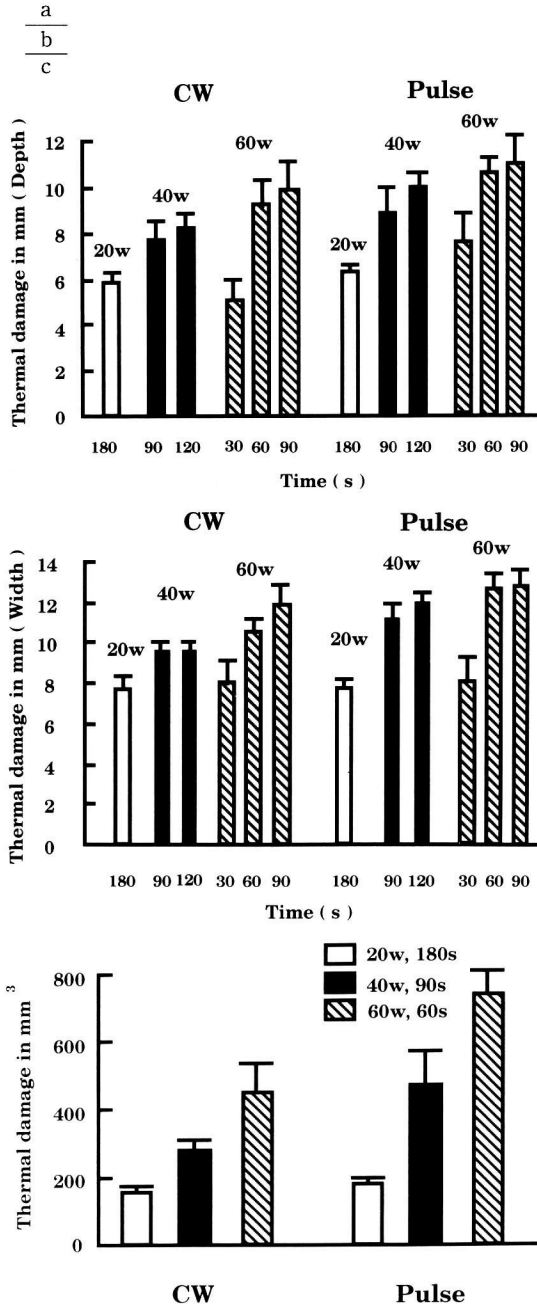 a
b
c
CW Pulse
Thermal damage in mm ( Depth )
12
10
8
6
4
2
0
20w 40w 60w 20w 40w 60w
180 90 120 30 60 90 180 90 120 30 60 90
Time ( s )
CW Pulse
Thermal damage in mm ( Width )
14
12
10
8
6
4
2
0
20w 40w 60w 20w 40w 60w
180 90 120 30 60 90 180 90 120 30 60 90
Time ( s )
Thermal damage in mm 3
800
600
400
200
0
20w, 180s
40w, 90s
60w, 60s
CW Pulse